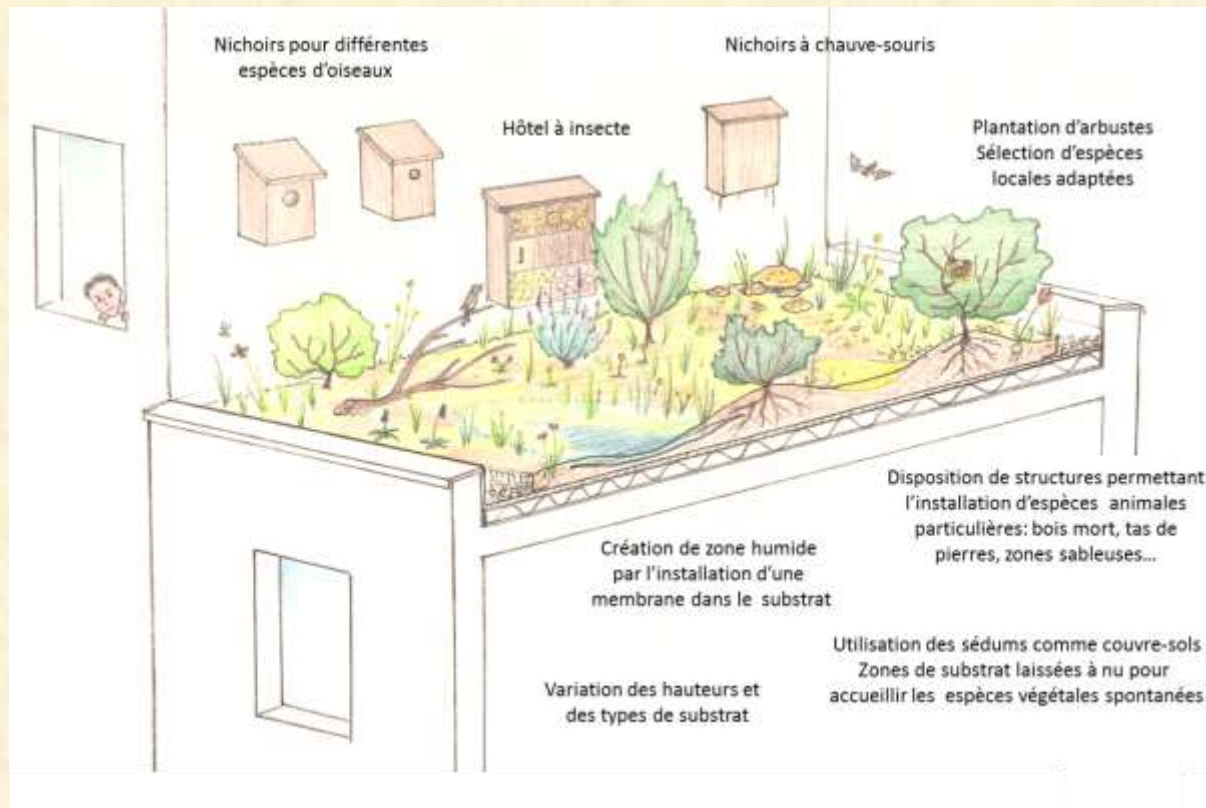 Nichoirs pour différentes
espèces d'oiseaux
Nichoirs à chauve-souris
Hôtel à insecte
Plantation d'arbustes
Sélection d'espèces
locales adaptées
Disposition de structures permettant
l'installation d'espèces animales
particulières: bois mort, tas de
pierres, zones sableuses...
Création de zone humide
par l'installation d'une
membrane dans le substrat
Utilisation des sédums comme couvre-sols
Zones de substrat laissées à nu pour
accueillir les espèces végétales spontanées
Variation des hauteurs et
des types de substrat